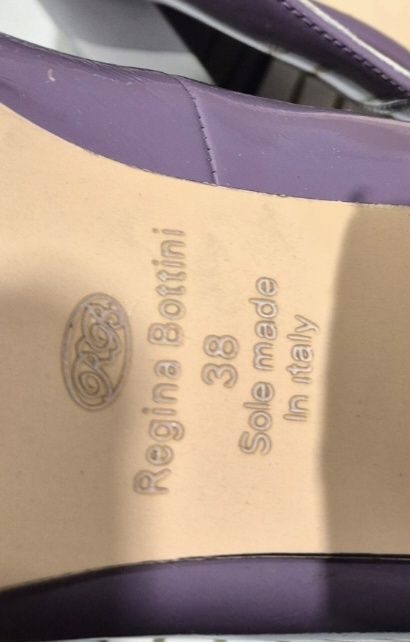 Regina Bottini
38
Sole made
In italy